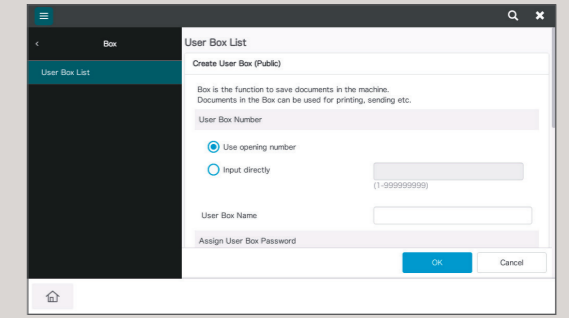 Box
User Box List
User Box List
Create User Box (Public)
Box is the function to save documents in the machine.
Documents in the Box can be used for printing, sending etc.
User Box Number
Use opening number
Input directly
(1-999999999)
User Box Name
Assign User Box Password
OK
Cancel